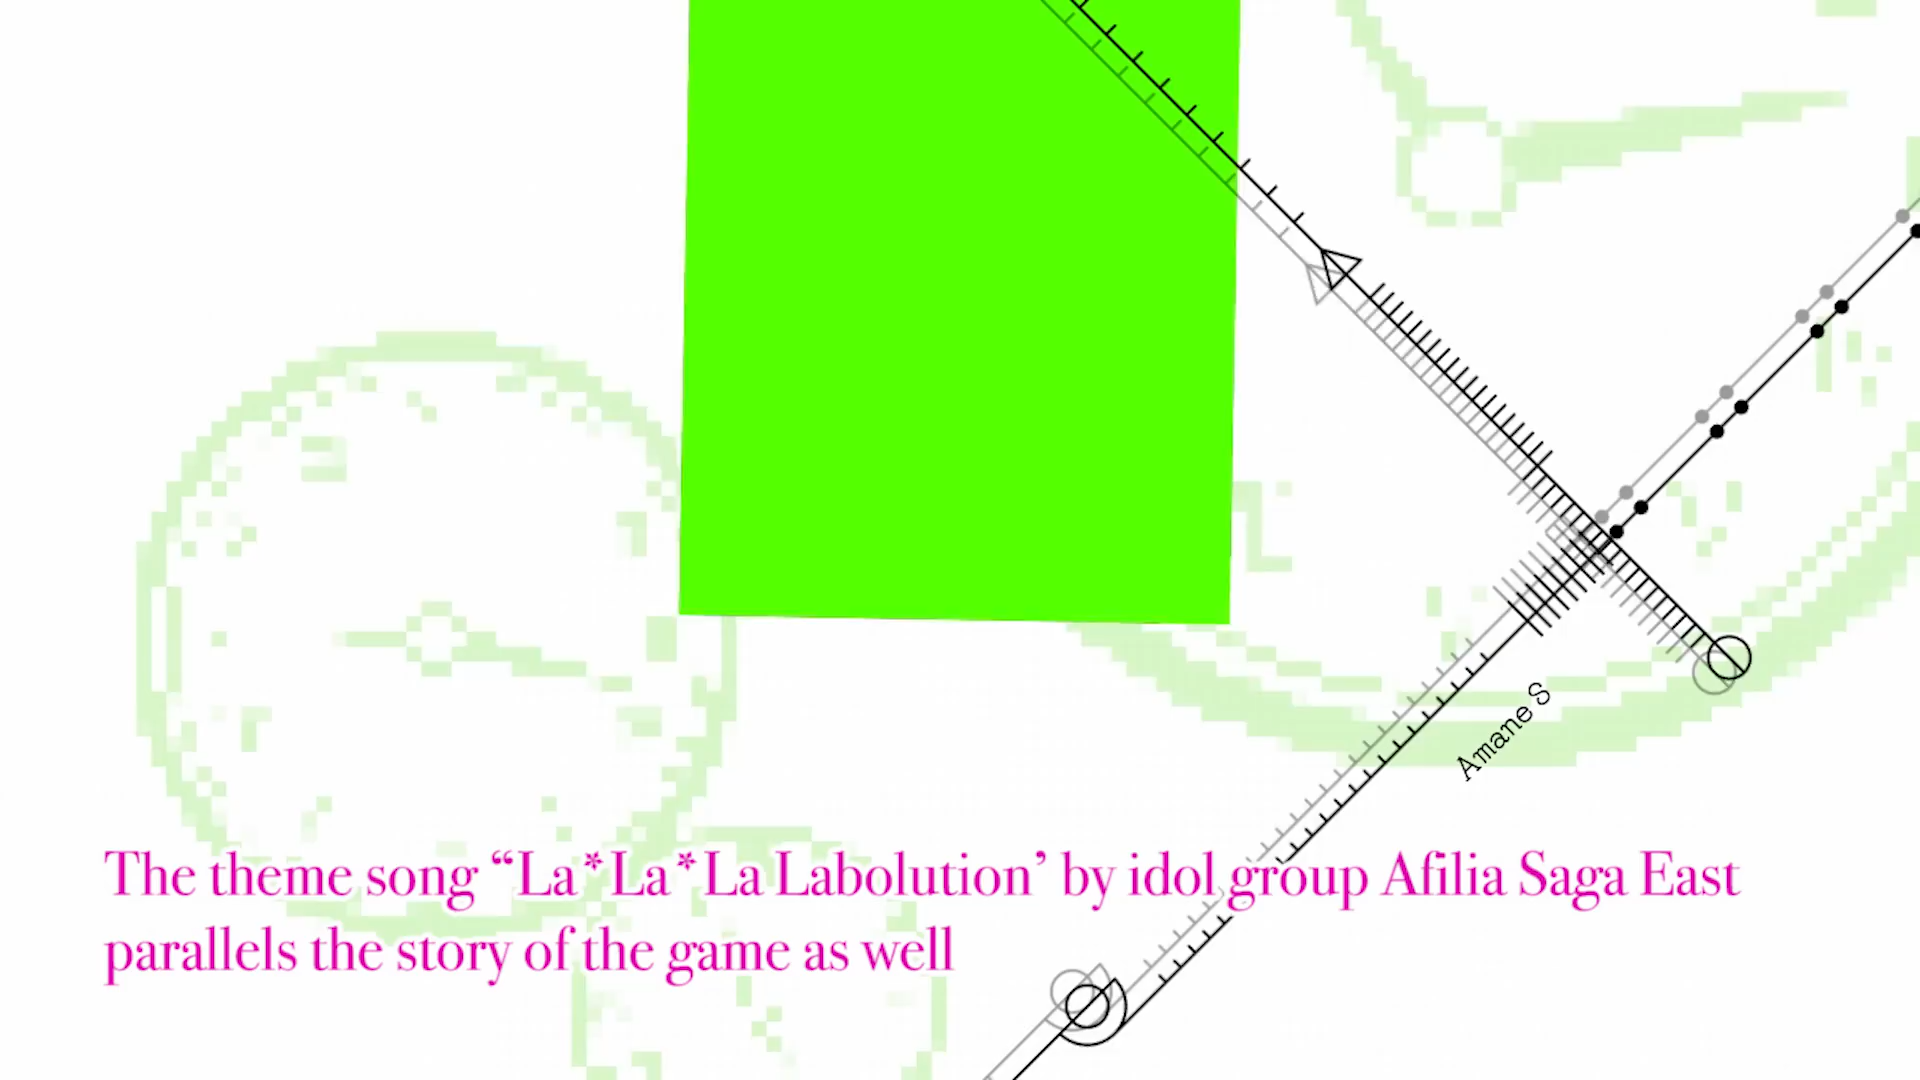 Amane S
The theme song “La*La*La Labolution’ by idol group Afilia Saga East
parallels the story of the game as well